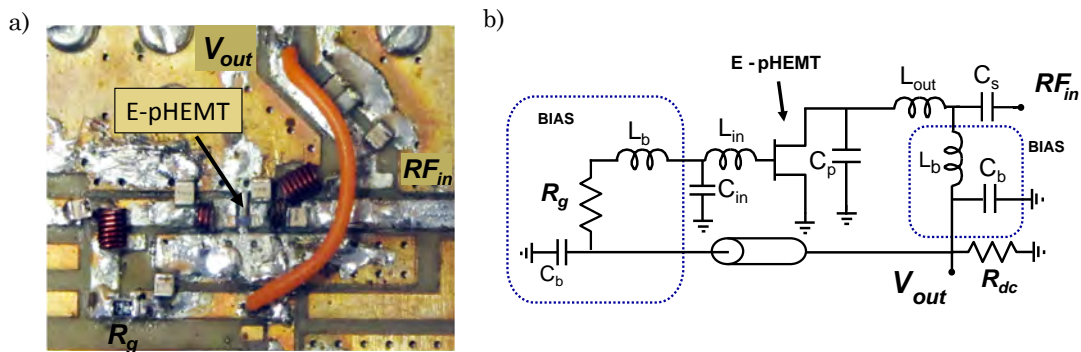 a)
V_out
E-pHEMT
RF_in
R_g
b)
E - pHEMT
L_out
C_s
RF_in
BIAS
L_b
L_in
C_p
L_b
BIAS
C_b
R_g
C_in
C_b
V_out
R_dc